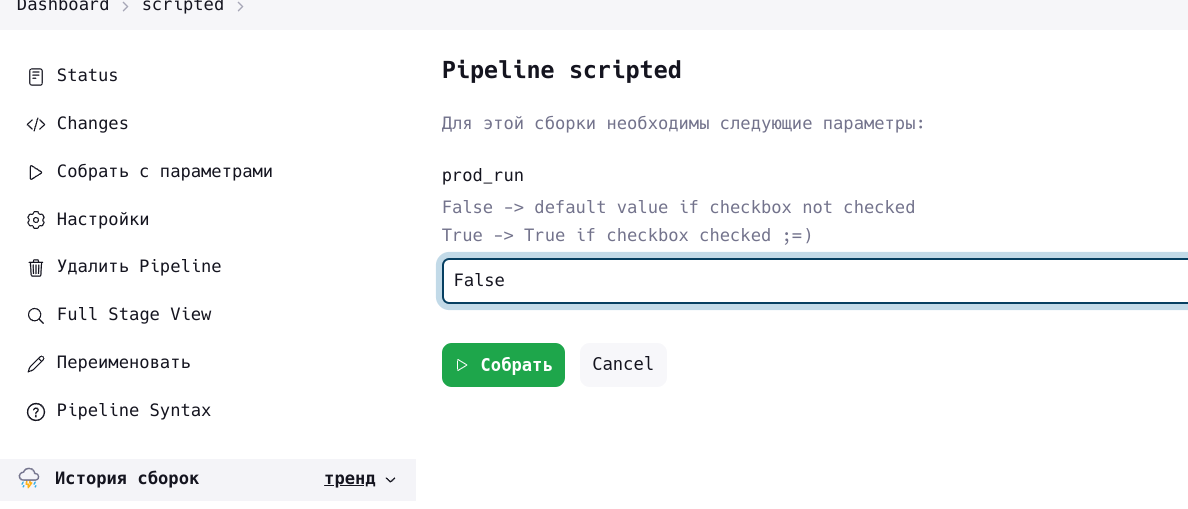 Dashboard > scripted >
Status
Changes
Собрать с параметрами
Настройки
Удалить Pipeline
Full Stage View
Переименовать
Pipeline Syntax
История сборок тренд
Pipeline scripted
Для этой сборки необходимы следующие параметры:
prod_run
False -> default value if checkbox not checked
True -> True if checkbox checked ;=)
False
Собрать Cancel